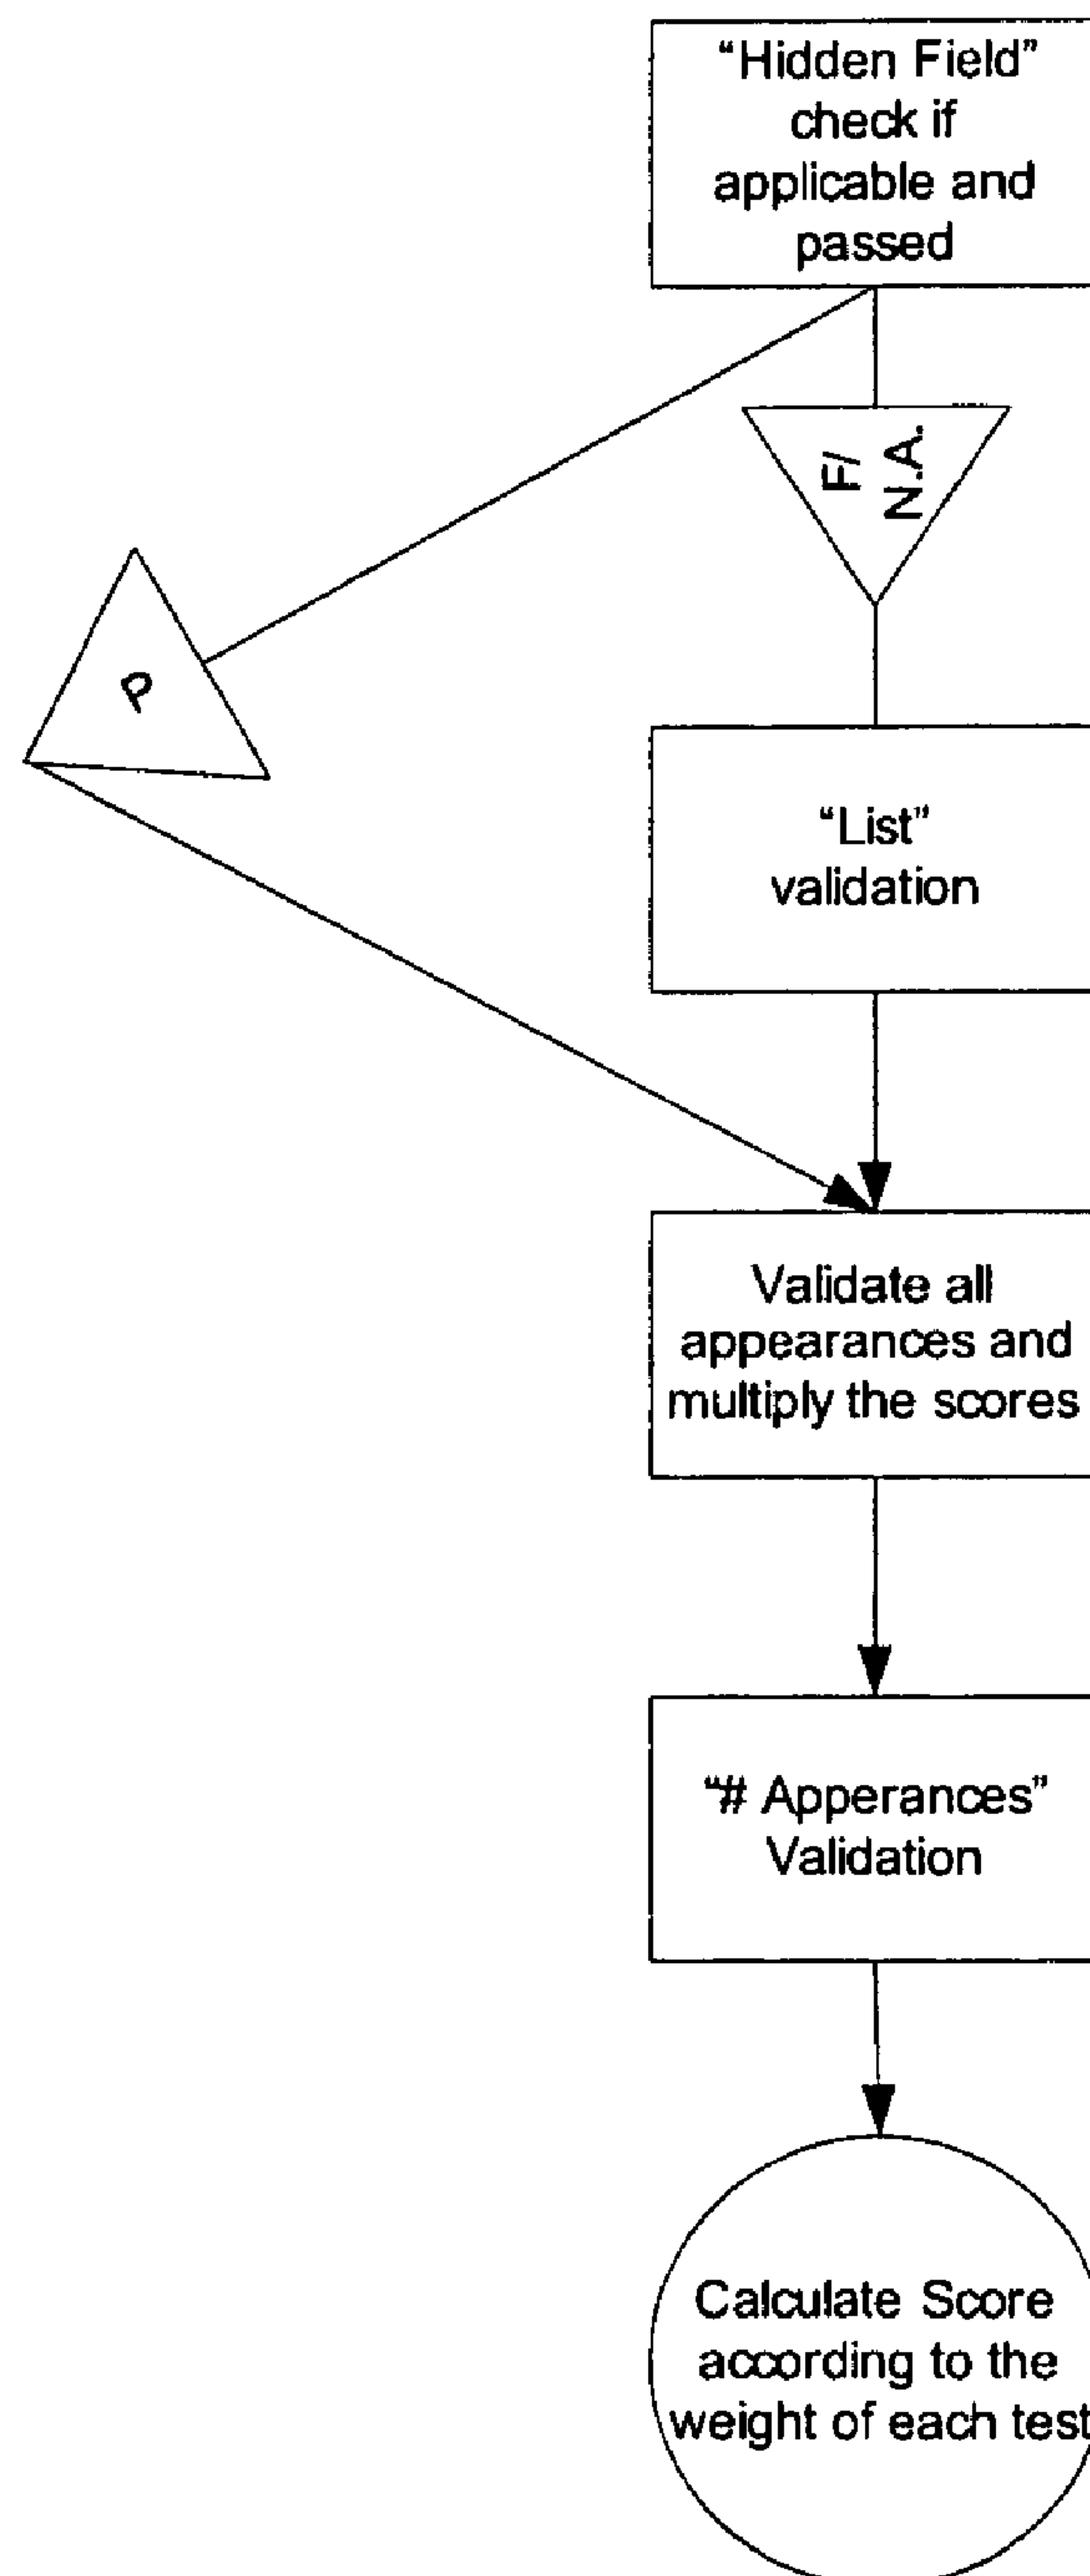 “Hidden Field”
check if
applicable and
passed
F/
N.A.
P
“List”
validation
Validate all
appearances and
multiply the scores
“# Apperances”
Validation
Calculate Score
according to the
weight of each test